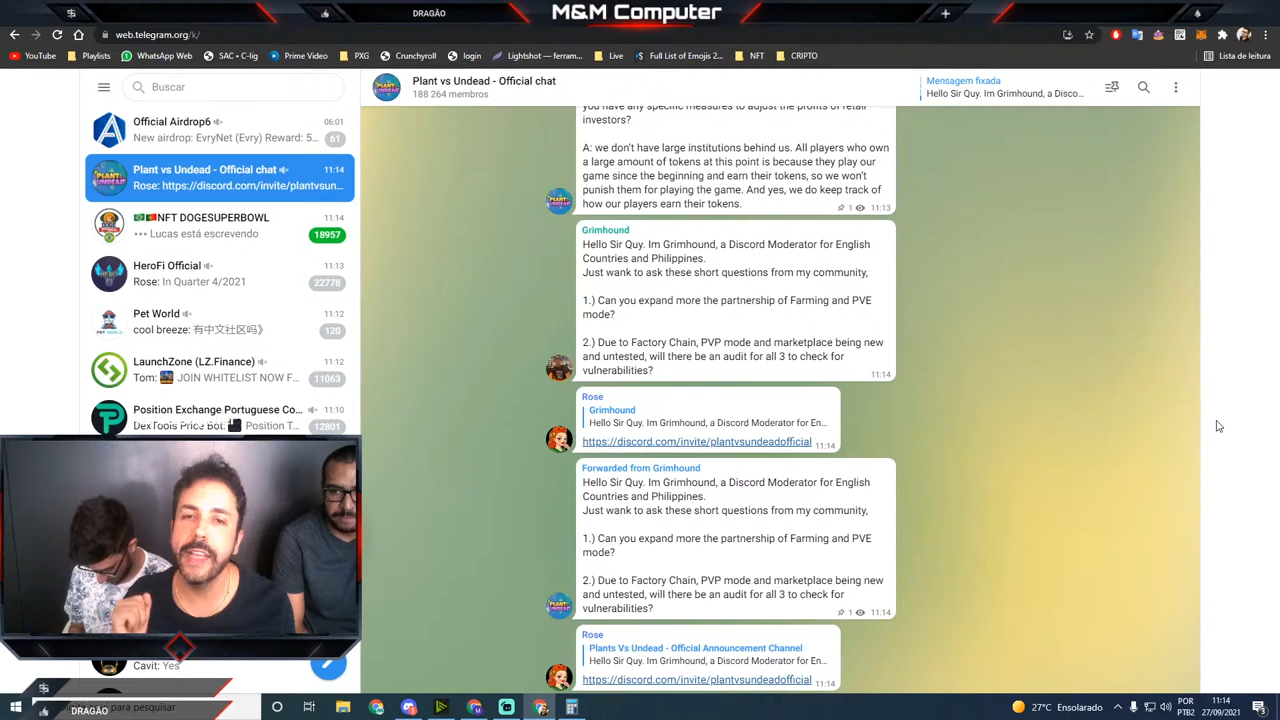 DRAGÃO
M&M Computer
web.telegram.org/k/
YouTube
Playlists
WhatsApp Web
SAC • C-lig
Prime Video
PXG
Crunchyroll
login
Lightshot — ferram...
Live
Full List of Emojis 2...
NFT
CRIPTO
Lista de leitura
Buscar
Official Airdrop6
06:01
New airdrop: EvryNet (Evry) Reward: 5...
61
Plant vs Undead - Official chat
11:14
Rose: https://discord.com/invite/plantvsun...
NFT DOGESUPERBOWL
11:14
Lucas está escrevendo
18957
HeroFi Official
11:13
Rose: In Quarter 4/2021
22778
Pet World
11:12
cool breeze: 有中文社区吗》
120
LaunchZone (LZ.Finance)
11:12
Tom: JOIN WHITELIST NOW F...
11063
Position Exchange Portuguese Co...
11:10
DexTools Price Bot: Position T...
12801
Cavit: Yes
Plant vs Undead - Official chat
188 264 membros
Mensagem fixada
Hello Sir Quy. Im Grimhound, a Disco...
you have any specific measures to adjust the profits of retail
investors?
A: we don't have large institutions behind us. All players who own
a large amount of tokens at this point is because they play our
game since the beginning and earn their tokens, so we won't
punish them for playing the game. And yes, we do keep track of
how our players earn their tokens.
1 11:13
Grimhound
Hello Sir Quy. Im Grimhound, a Discord Moderator for English
Countries and Philippines.
Just wank to ask these short questions from my community,
1.) Can you expand more the partnership of Farming and PVE
mode?
2.) Due to Factory Chain, PVP mode and marketplace being new
and untested, will there be an audit for all 3 to check for
vulnerabilities?
11:14
Rose
Grimhound
Hello Sir Quy. Im Grimhound, a Discord Moderator for En...
https://discord.com/invite/plantvsundeadofficial
11:14
Forwarded from Grimhound
Hello Sir Quy. Im Grimhound, a Discord Moderator for English
Countries and Philippines.
Just wank to ask these short questions from my community,
1.) Can you expand more the partnership of Farming and PVE
mode?
2.) Due to Factory Chain, PVP mode and marketplace being new
and untested, will there be an audit for all 3 to check for
vulnerabilities?
1 11:14
Rose
Plants Vs Undead - Official Announcement Channel
Hello Sir Quy. Im Grimhound, a Discord Moderator for En...
https://discord.com/invite/plantvsundeadofficial
11:14
para pesquisar
DRAGÃO
27°C Ensolarado
POR
PTB2
11:14
27/09/2021